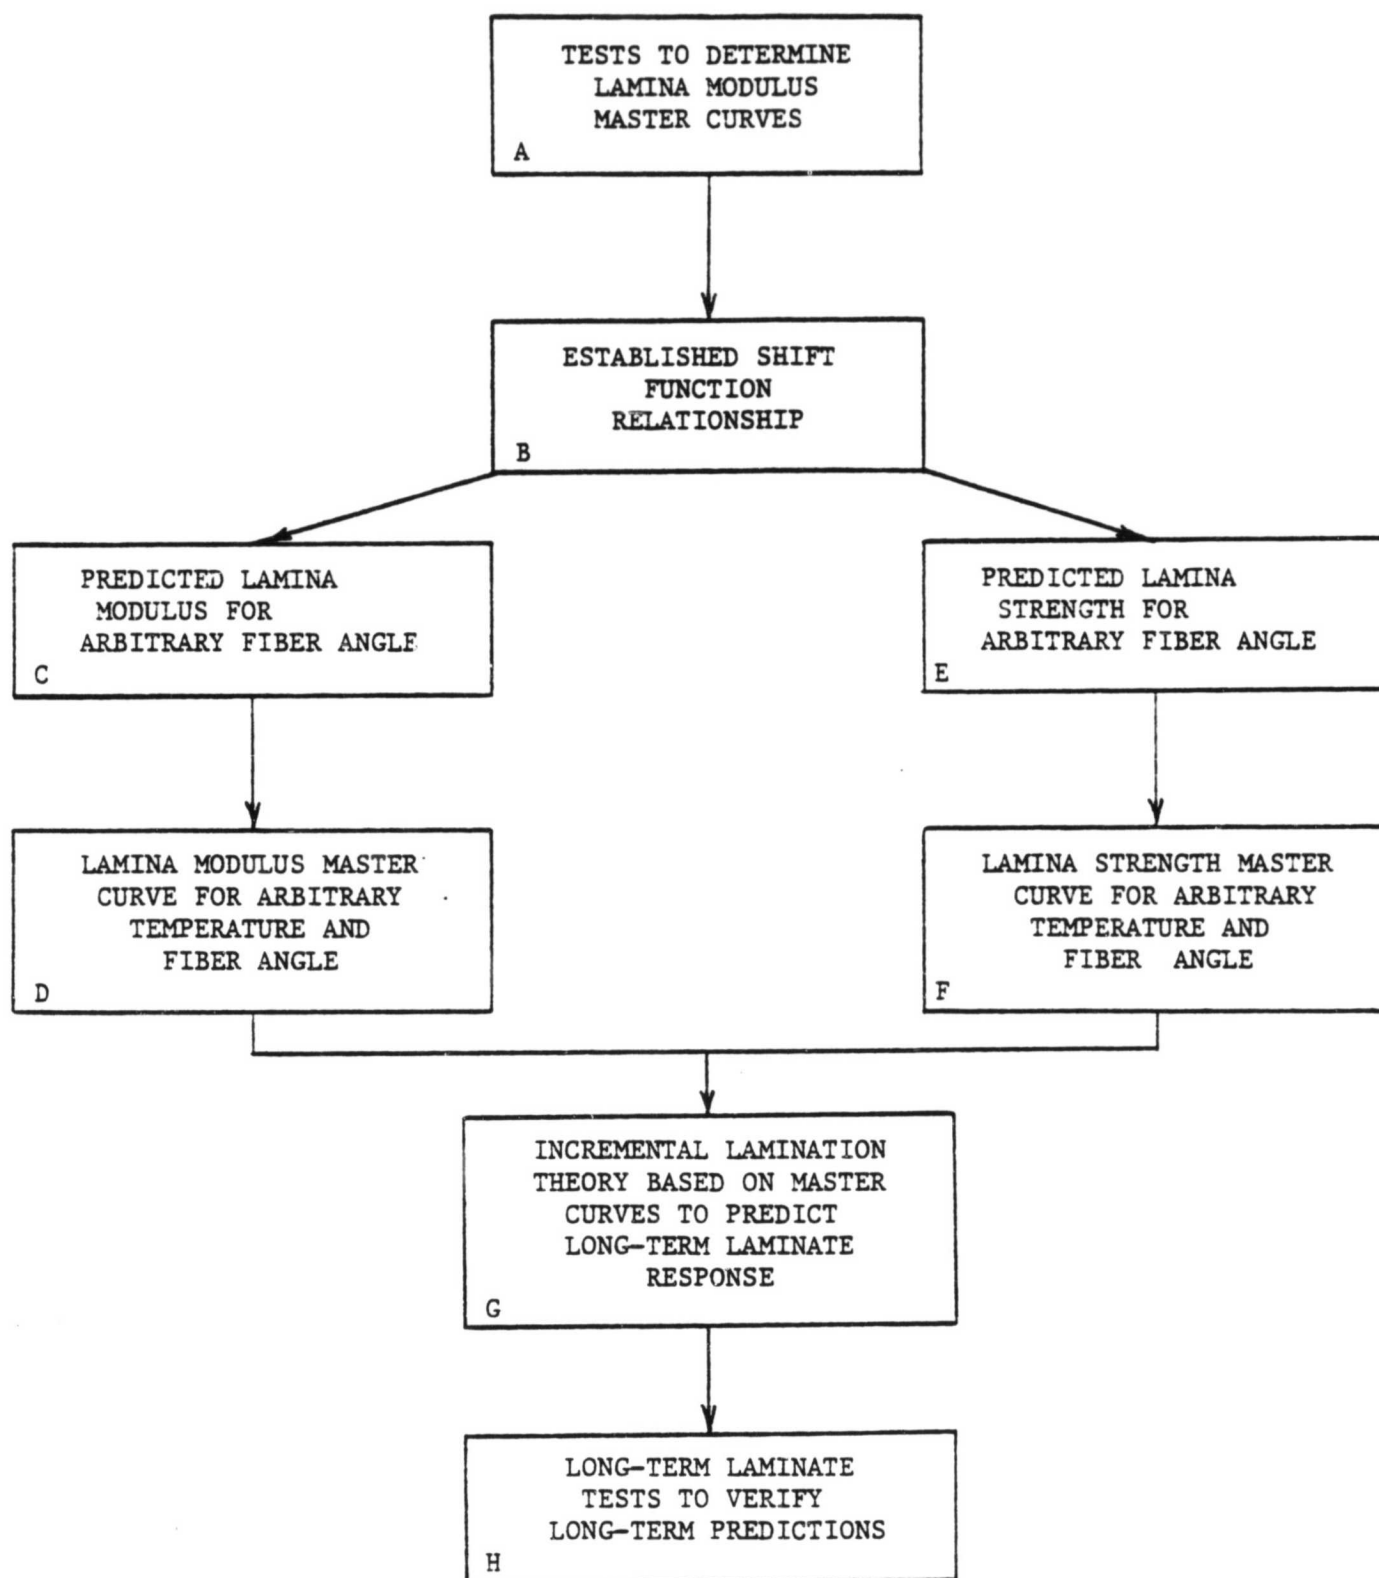 TESTS TO DETERMINE
LAMINA MODULUS
MASTER CURVES
A
ESTABLISHED SHIFT
FUNCTION
RELATIONSHIP
B
PREDICTED LAMINA
MODULUS FOR
ARBITRARY FIBER ANGLE
C
PREDICTED LAMINA
STRENGTH FOR
ARBITRARY FIBER ANGLE
E
LAMINA MODULUS MASTER
CURVE FOR ARBITRARY
TEMPERATURE AND
FIBER ANGLE
D
LAMINA STRENGTH MASTER
CURVE FOR ARBITRARY
TEMPERATURE AND
FIBER ANGLE
F
INCREMENTAL LAMINATION
THEORY BASED ON MASTER
CURVES TO PREDICT
LONG-TERM LAMINATE
RESPONSE
G
LONG-TERM LAMINATE
TESTS TO VERIFY
LONG-TERM PREDICTIONS
H